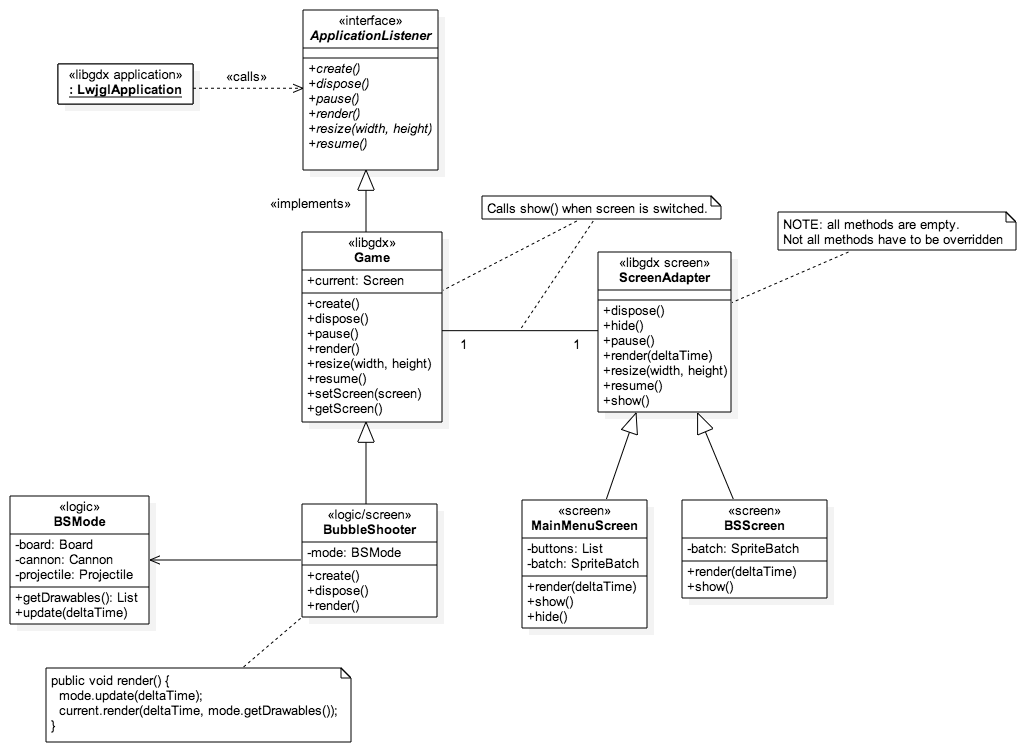 «interface»
ApplicationListener
+create()
+dispose()
+pause()
+render()
+resize(width, height)
+resume()
«libgdx application»
: LwjglApplication
«calls»
«implements»
Calls show() when screen is switched.
NOTE: all methods are empty.
Not all methods have to be overridden
«libgdx»
Game
+current: Screen
+create()
+dispose()
+pause()
+render()
+resize(width, height)
+resume()
+setScreen(screen)
+getScreen()
1
1
«libgdx screen»
ScreenAdapter
+dispose()
+hide()
+pause()
+render(deltaTime)
+resize(width, height)
+resume()
+show()
«logic»
BSMode
-board: Board
-cannon: Cannon
-projectile: Projectile
+getDrawables(): List
+update(deltaTime)
«logic/screen»
BubbleShooter
-mode: BSMode
+create()
+dispose()
+render()
«screen»
MainMenuScreen
-buttons: List
-batch: SpriteBatch
+render(deltaTime)
+show()
+hide()
«screen»
BSScreen
-batch: SpriteBatch
+render(deltaTime)
+show()
public void render() {
mode.update(deltaTime);
current.render(deltaTime, mode.getDrawables());
}